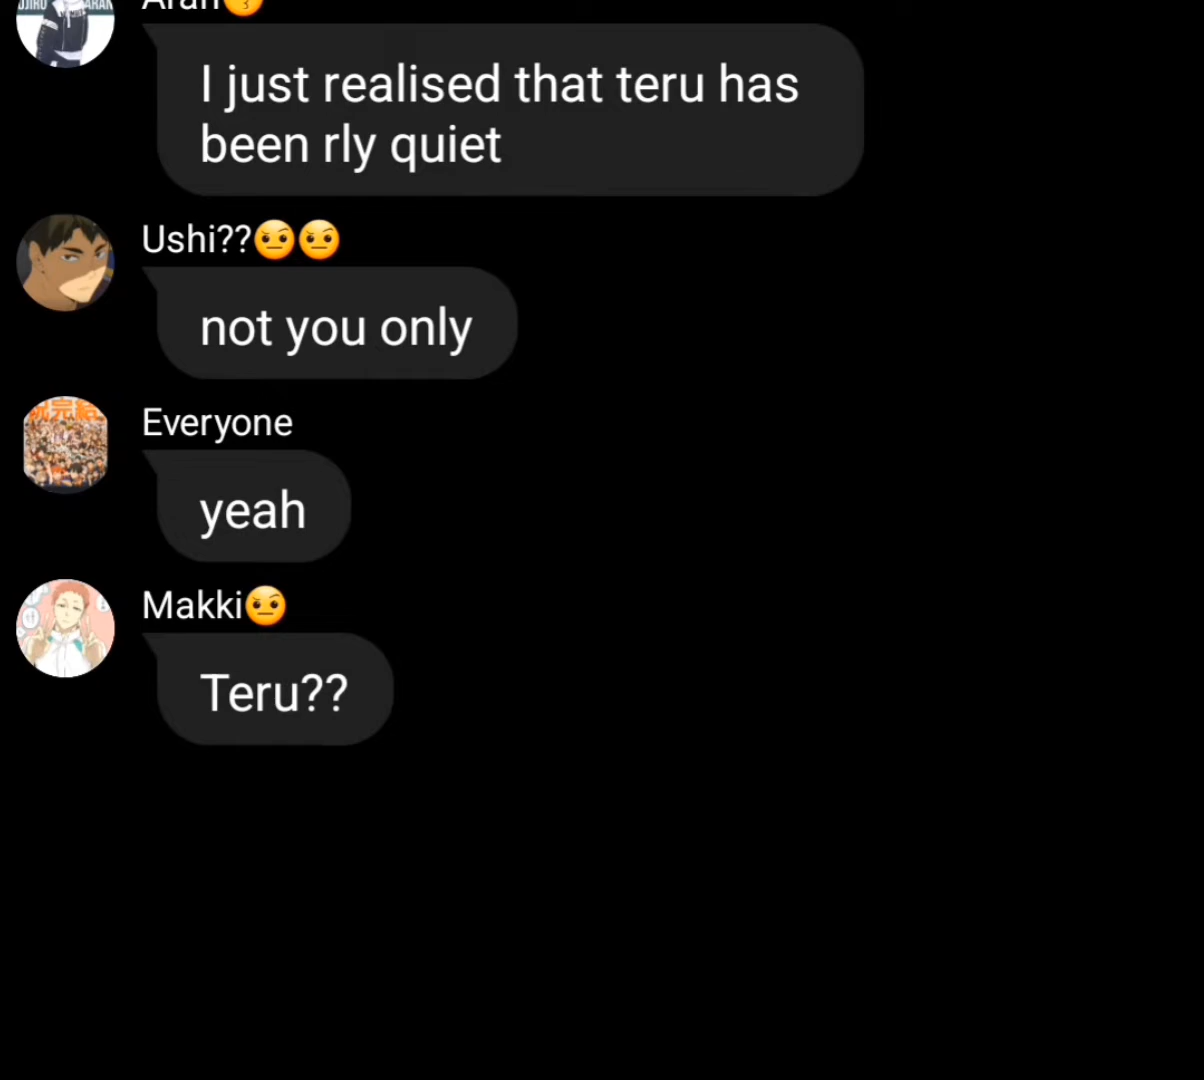 Aran😗
I just realised that teru has
been rly quiet
Ushi??🤨🤨
not you only
Everyone
yeah
Makki🤨
Teru??